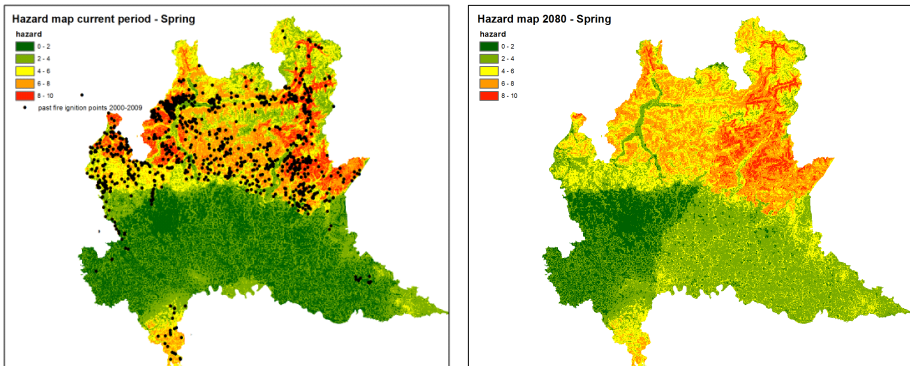 Hazard map current period - Spring
hazard
0 - 2
2 - 4
4 - 6
6 - 8
8 - 10
past fire ignition points 2000-2009
Hazard map 2080 - Spring
hazard
0 - 2
2 - 4
4 - 6
6 - 8
8 - 10